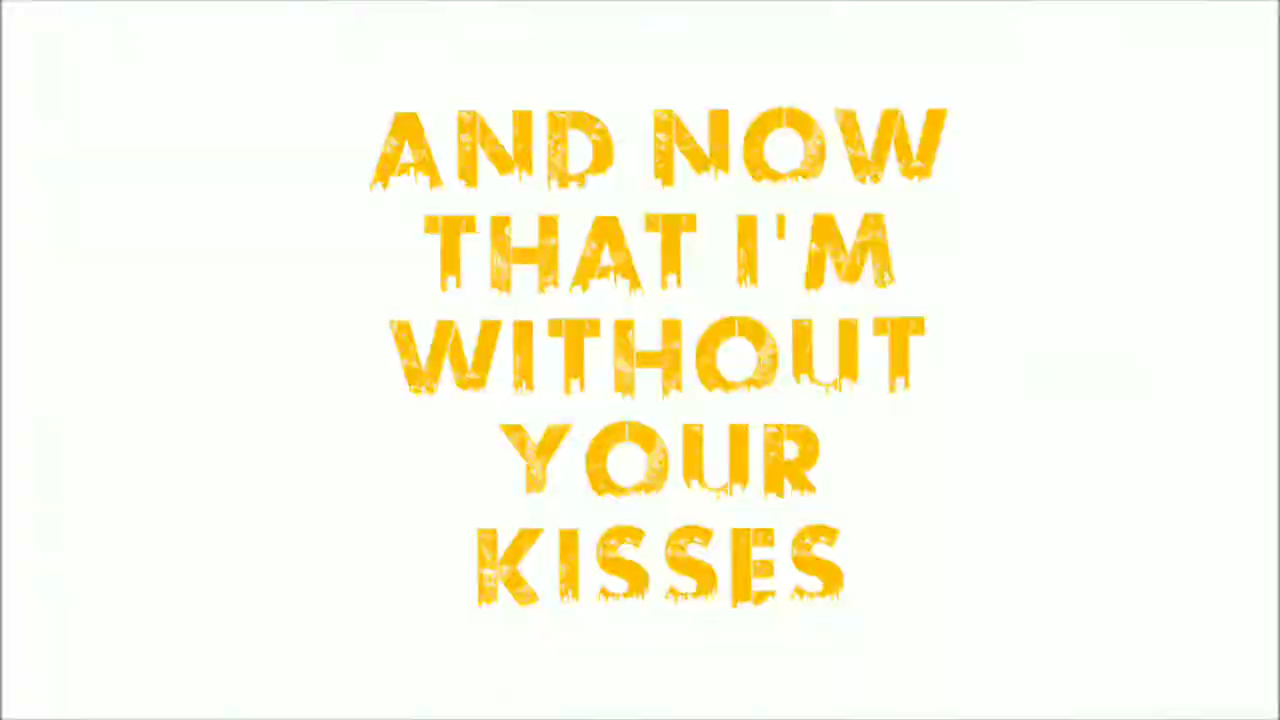 AND NOW
THAT I'M
WITHOUT
YOUR
KISSES